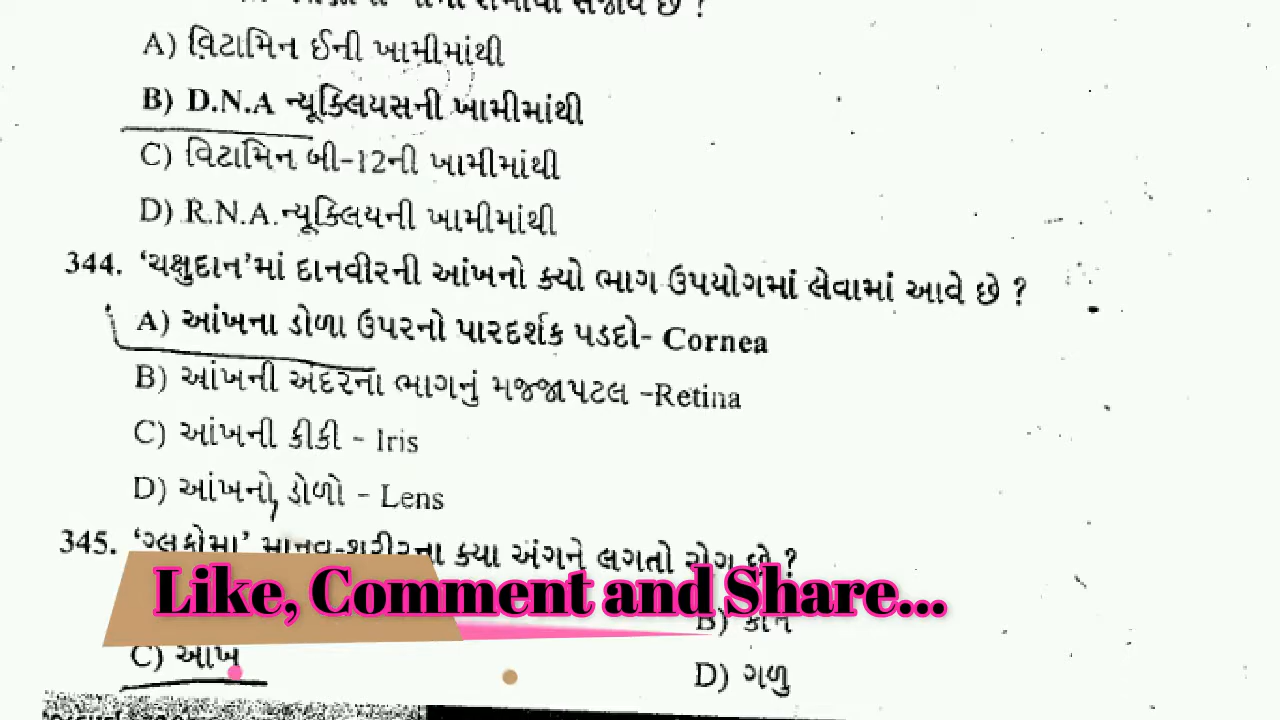 સર્જાય છે ?
A) વિટામિન ઈની ખામીમાંથી
B) D.N.A ન્યૂક્લિયસની ખામીમાંથી
C) વિટામિન બી-12ની ખામીમાંથી
D) R.N.A.ન્યૂક્લિયની ખામીમાંથી
344. ‘ચક્ષુદાન’માં દાનવીરની આંખનો ક્યો ભાગ ઉપયોગમાં લેવામાં આવે છે ?
A) આંખના ડોળા ઉપરનો પારદર્શક પડદો- Cornea
B) આંખની અંદરના ભાગનું મજ્જાપટલ -Retina
C) આંખની કીકી - Iris
D) આંખનો ડોળો - Lens
345. ‘ગ્લકોમા’ માનવ-શરીરના ક્યા અંગને લગતો રોગ છે ?
Like, Comment and Share...
B) કાન
C) આંખ
D) ગળુ